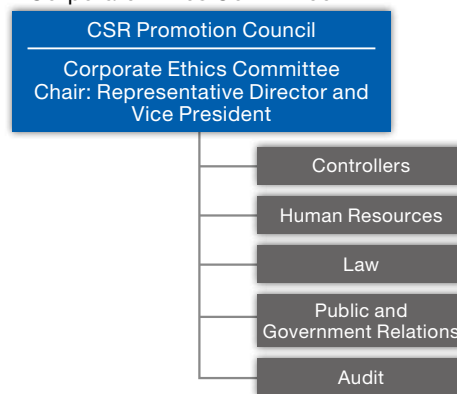 CSR Promotion Council
Corporate Ethics Committee
Chair: Representative Director and
Vice President
Controllers
Human Resources
Law
Public and
Government Relations
Audit